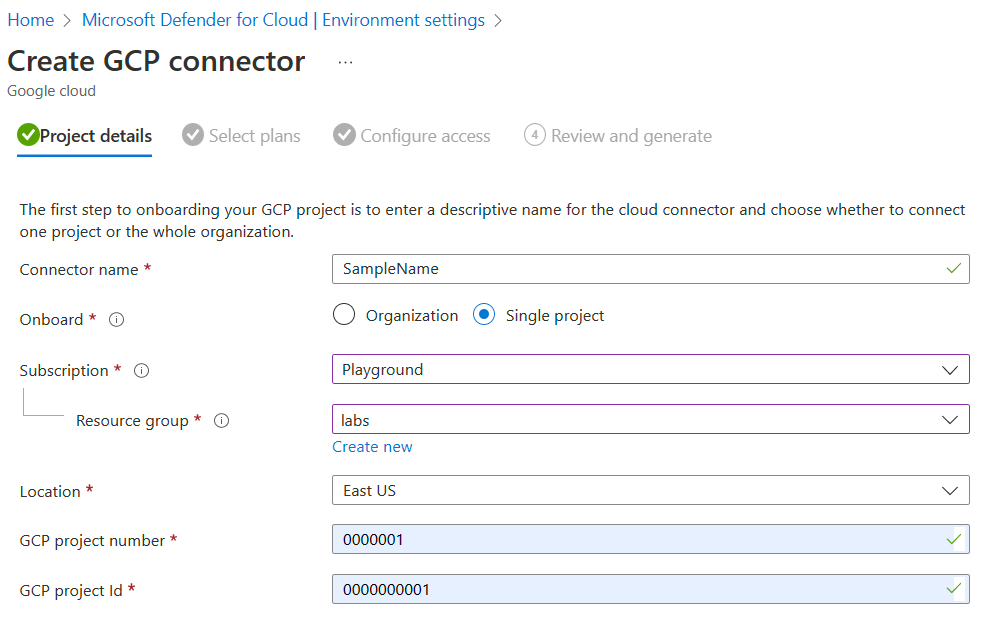 Home > Microsoft Defender for Cloud | Environment settings >
Create GCP connector ...
Google cloud
Project details Select plans Configure access 4 Review and generate
The first step to onboarding your GCP project is to enter a descriptive name for the cloud connector and choose whether to connect
one project or the whole organization.
Connector name * SampleName
Onboard * Organization Single project
Subscription * Playground
Resource group * labs
Create new
Location * East US
GCP project number * 0000001
GCP project Id * 0000000001